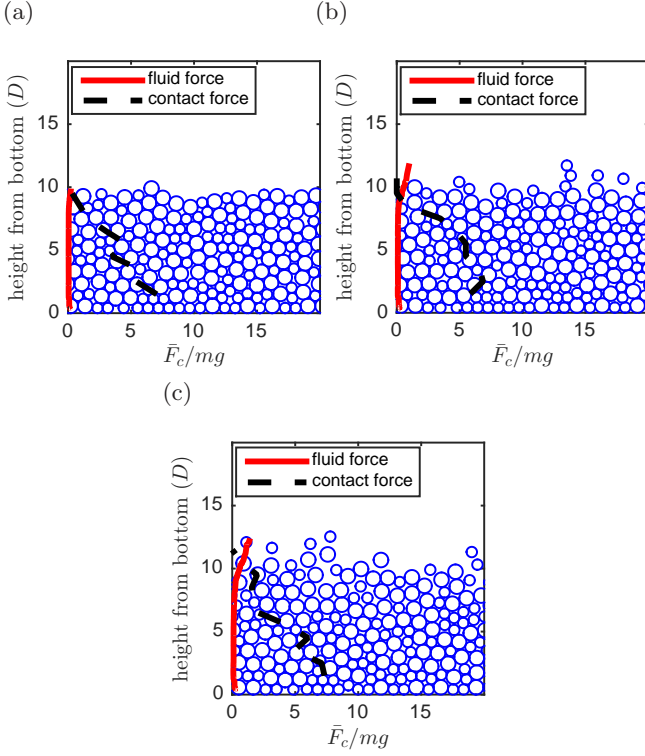 (a)
fluid force
contact force
height from bottom (D)
15
10
5
0
0 5 10 15
F̄c/mg
(b)
fluid force
contact force
height from bottom (D)
15
10
5
0
0 5 10 15
F̄c/mg
(c)
fluid force
contact force
height from bottom (D)
15
10
5
0
0 5 10 15
F̄c/mg